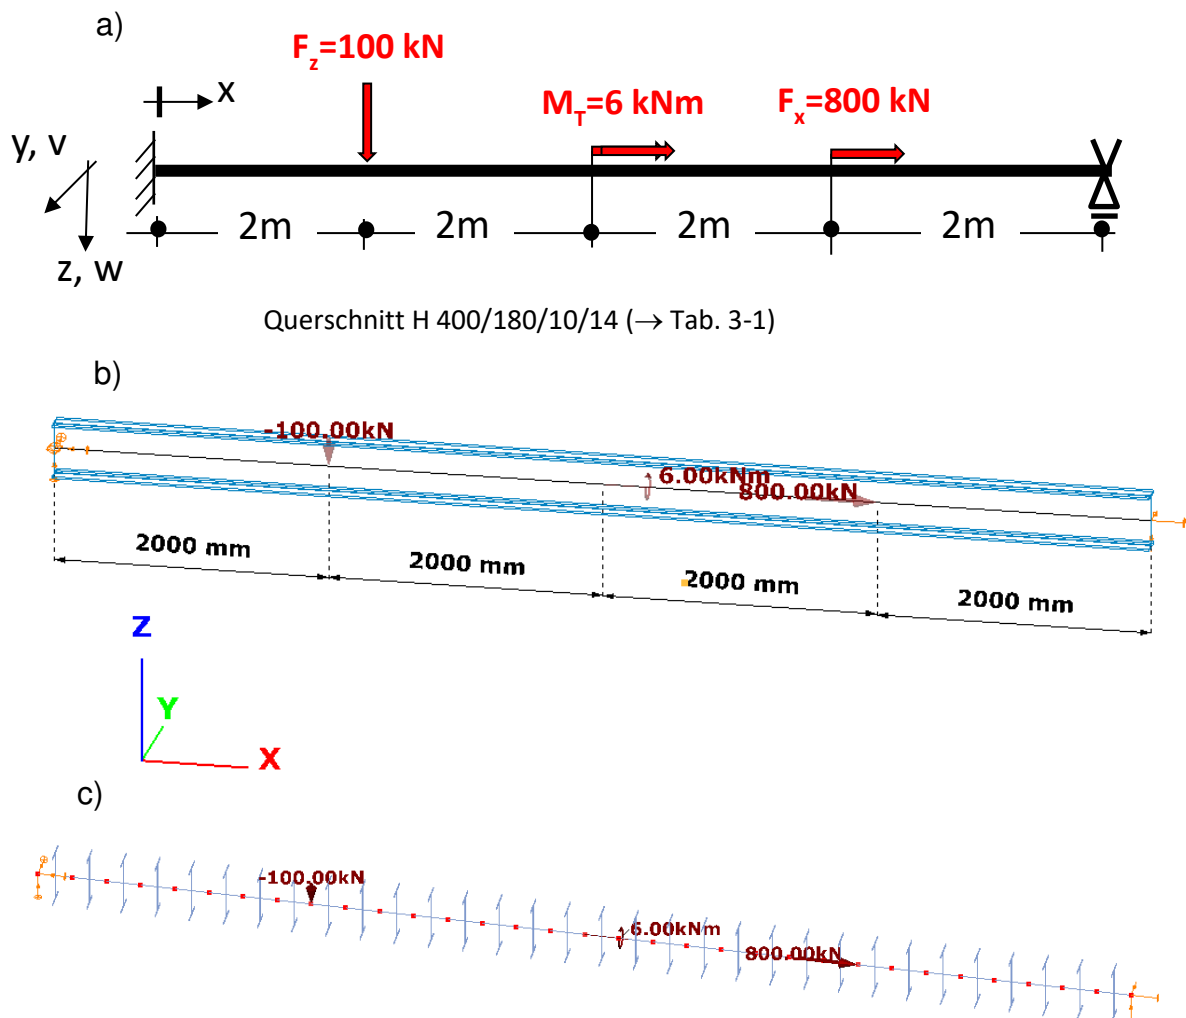 a)
F_z=100 kN
x
M_T=6 kNm
F_x=800 kN
y, v
2m
2m
2m
2m
z, w
Querschnitt H 400/180/10/14 (→ Tab. 3-1)
b)
-100.00kN
6.00kNm
800.00kN
2000 mm
2000 mm
2000 mm
2000 mm
Z
Y
X
c)
-100.00kN
6.00kNm
800.00kN